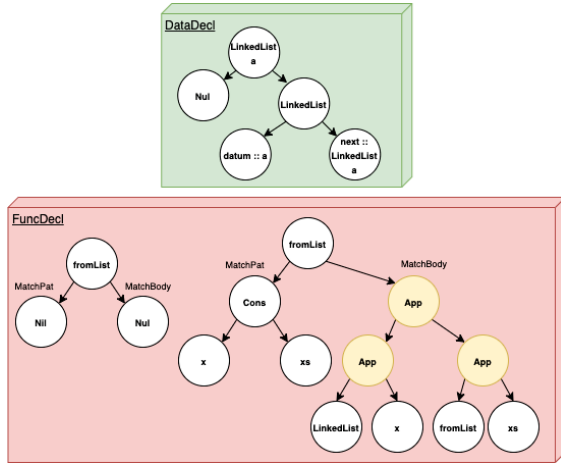 DataDecl
LinkedList
a
Nul
LinkedList
datum :: a
next ::
LinkedList
a
FuncDecl
fromList
MatchPat
MatchBody
Nil
Nul
fromList
MatchPat
MatchBody
Cons
App
x
xs
App
App
LinkedList
x
fromList
xs